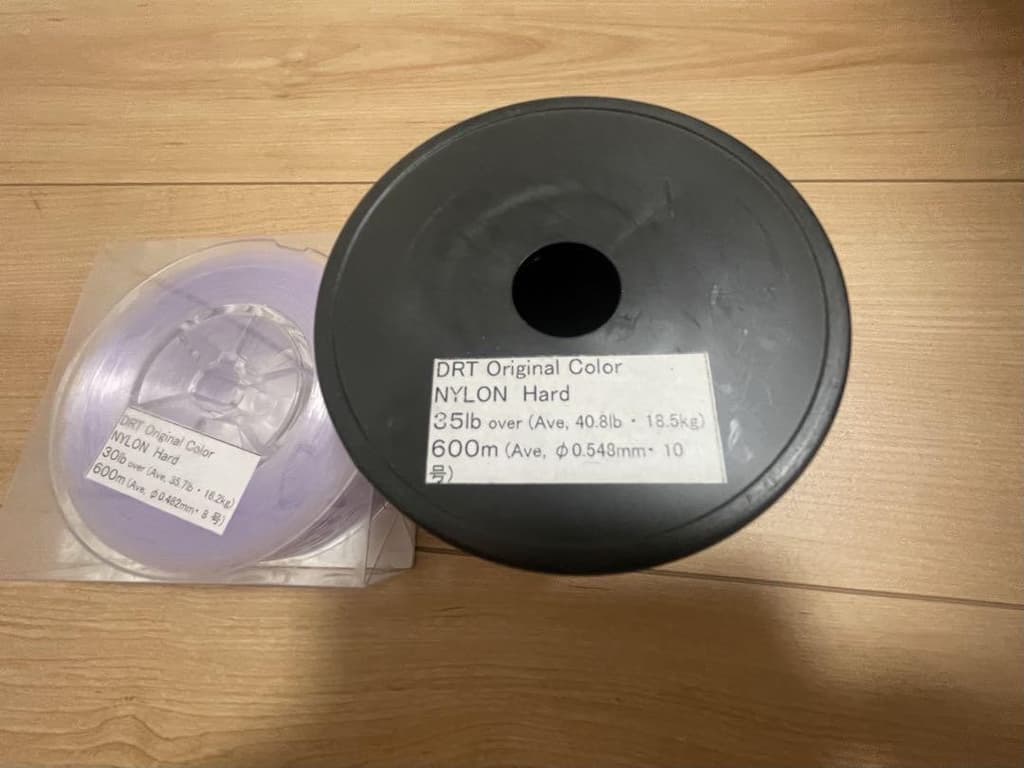 DRT Original Color
NYLON Hard
30lb over (Ave, 35.7lb・16.2kg)
600m (Ave, φ0.482mm・8号)
DRT Original Color
NYLON Hard
35lb over (Ave, 40.8lb・18.5kg)
600m (Ave, φ0.548mm・10
号)